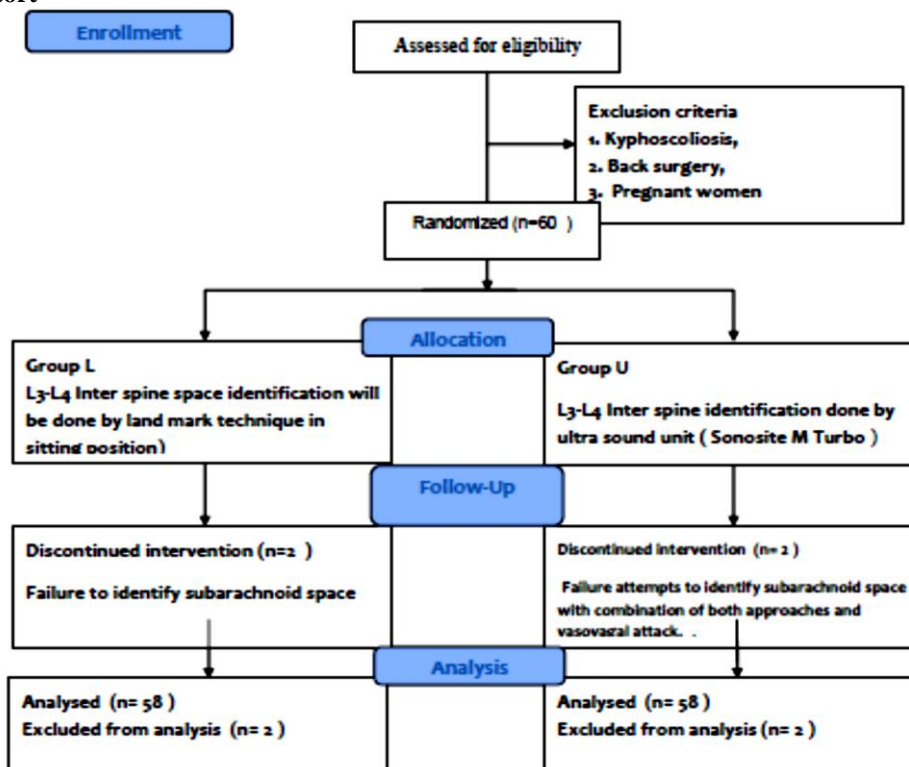 Enrollment
Assessed for eligibility
Exclusion criteria
1. Kyphoscoliosis,
2. Back surgery,
3. Pregnant women
Randomized (n=60 )
Allocation
Group L
L3-L4 Inter spine space identification will
be done by land mark technique in
sitting position)
Group U
L3-L4 Inter spine identification done by
ultra sound unit ( Sonosite M Turbo )
Follow-Up
Discontinued intervention (n=2 )
Failure to identify subarachnoid space
Discontinued intervention (n= 2 )
Failure attempts to identify subarachnoid space
with combination of both approaches and
vasovagal attack. .
Analysis
Analysed (n= 58 )
Excluded from analysis (n= 2 )
Analysed (n= 58 )
Excluded from analysis (n= 2 )